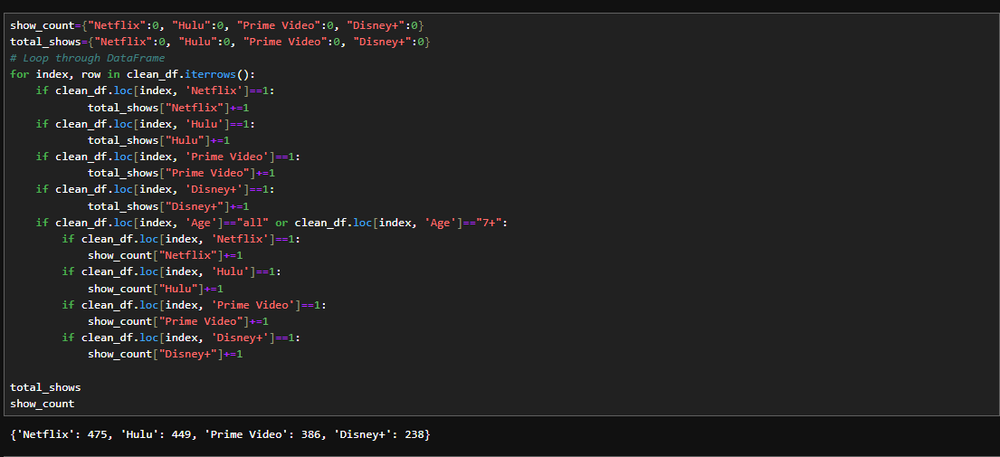 show_count={"Netflix":0, "Hulu":0, "Prime Video":0, "Disney+":0}
total_shows={"Netflix":0, "Hulu":0, "Prime Video":0, "Disney+":0}
# Loop through DataFrame
for index, row in clean_df.iterrows():
    if clean_df.loc[index, 'Netflix']==1:
            total_shows["Netflix"]+=1
    if clean_df.loc[index, 'Hulu']==1:
            total_shows["Hulu"]+=1
    if clean_df.loc[index, 'Prime Video']==1:
            total_shows["Prime Video"]+=1
    if clean_df.loc[index, 'Disney+']==1:
            total_shows["Disney+"]+=1
    if clean_df.loc[index, 'Age']=="all" or clean_df.loc[index, 'Age']=="7+":
        if clean_df.loc[index, 'Netflix']==1:
            show_count["Netflix"]+=1
        if clean_df.loc[index, 'Hulu']==1:
            show_count["Hulu"]+=1
        if clean_df.loc[index, 'Prime Video']==1:
            show_count["Prime Video"]+=1
        if clean_df.loc[index, 'Disney+']==1:
            show_count["Disney+"]+=1

total_shows
show_count
{'Netflix': 475, 'Hulu': 449, 'Prime Video': 386, 'Disney+': 238}